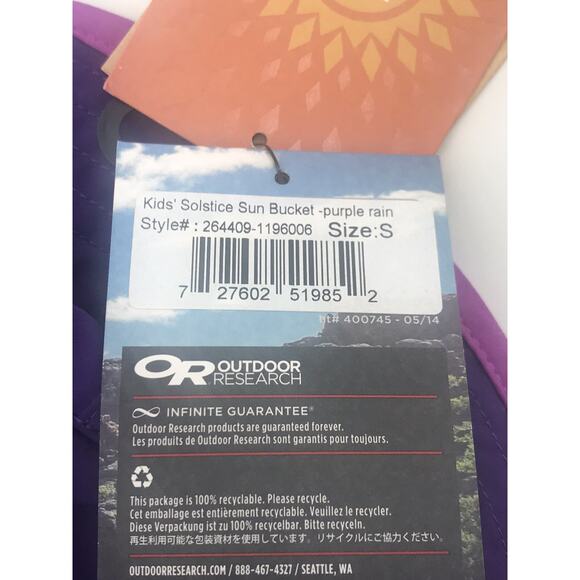 Kids' Solstice Sun Bucket -purple rain
Style# : 264409-1196006 Size:S
7 27602 51985 2
ht# 400745 - 05/14
OR OUTDOOR
RESEARCH
INFINITE GUARANTEE®
Outdoor Research products are guaranteed forever.
Les produits de Outdoor Research sont garantis pour toujours.
This package is 100% recyclable. Please recycle.
Cet emballage est entièrement recyclable. Veuillez le recycler.
Diese Verpackung ist zu 100% recycelbar. Bitte recyceln.
再生利用可能な包装資材を使用しています。リサイクルにご協力ください。
OUTDOORRESEARCH.COM / 888-467-4327 / SEATTLE, WA